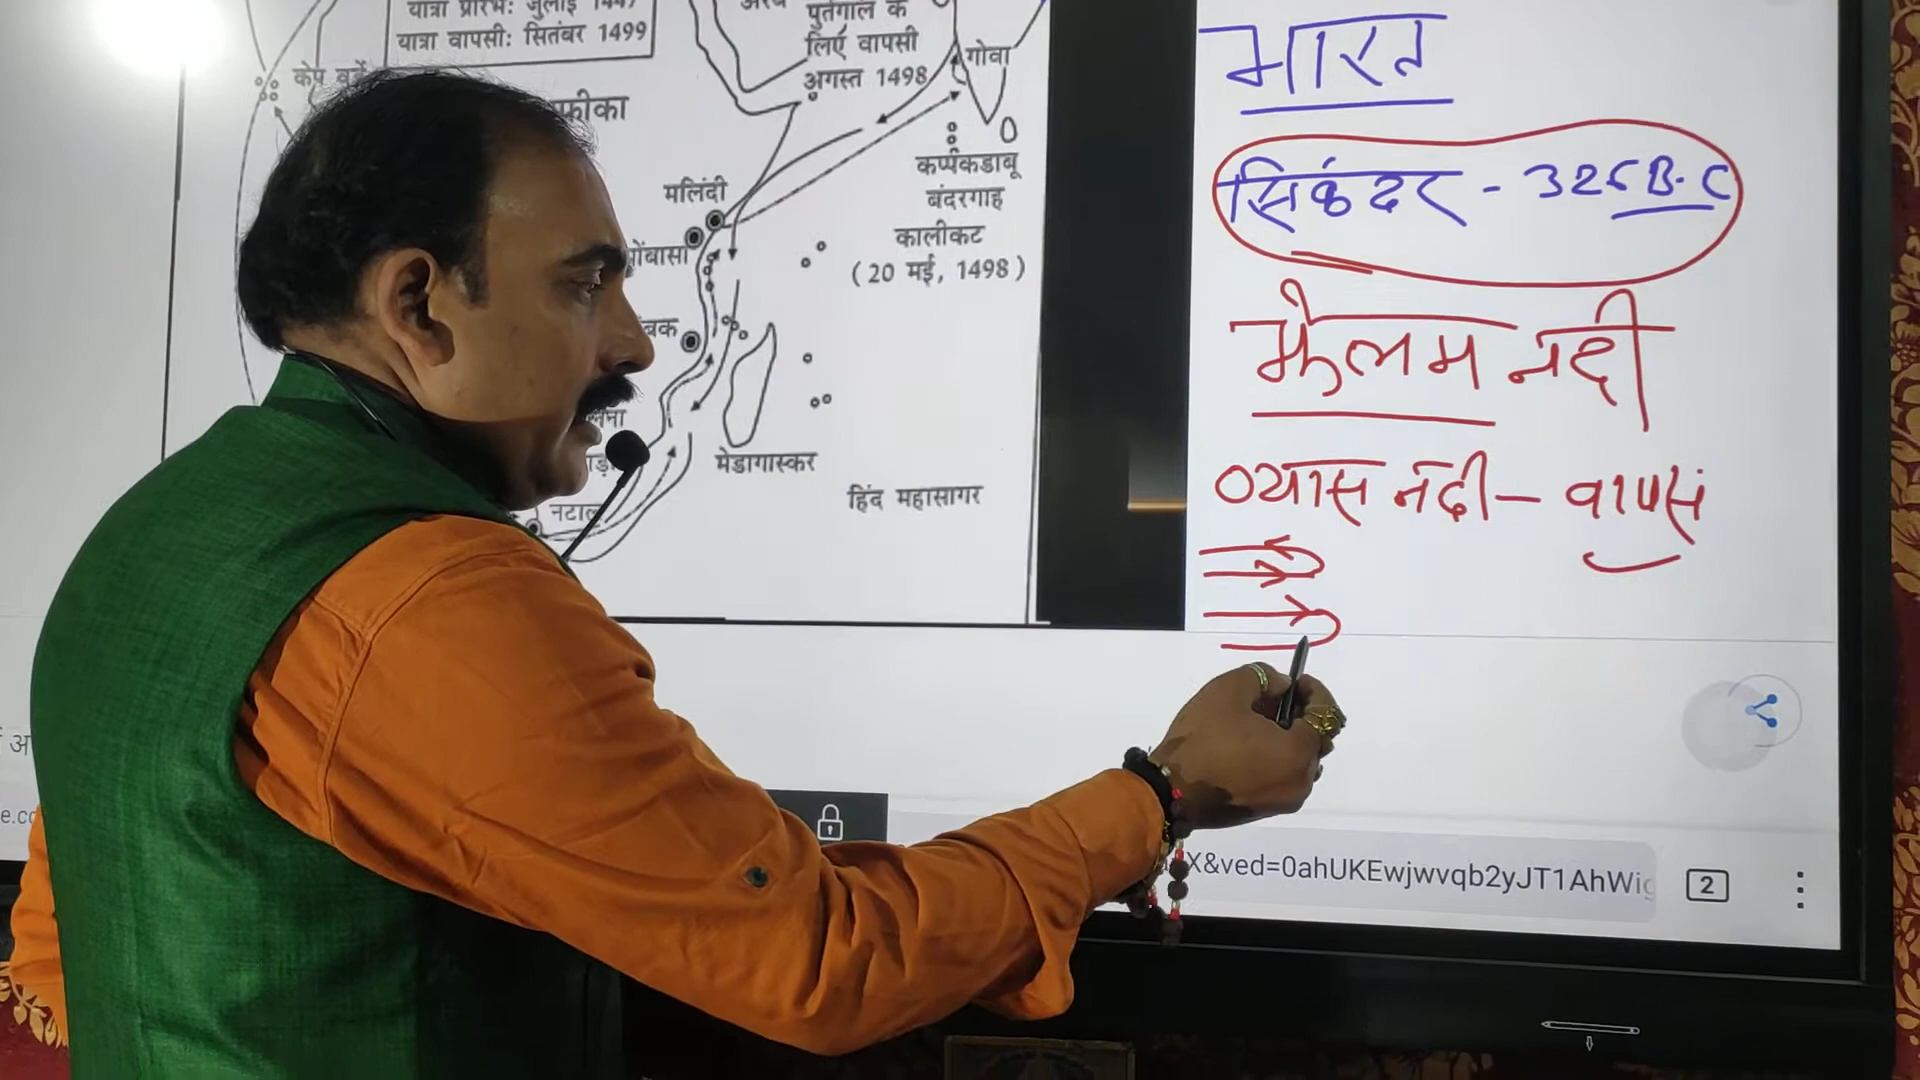 यात्रा प्रारंभ: जुलाई
यात्रा वापसी: सितंबर 1499
पुर्तगाल के
लिए वापसी
अगस्त 1498
गोवा
केप वर्डे
कप्पकडाबू
बंदरगाह
कालीकट
(20 मई, 1498)
मलिंदी
मेडागास्कर
हिंद महासागर
नटाल
भारत
सिकंदर - 326 B.C
झेलम नदी
व्यास नदी – वापस
X&ved=0ahUKEwjwvqb2yJT1AhWig
2